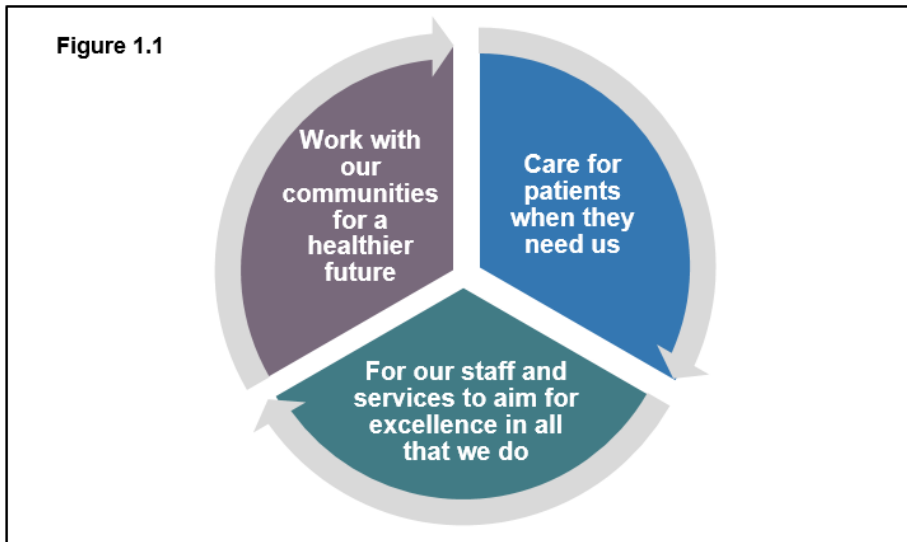 Figure 1.1
Work with
our
communities
for a
healthier
future
Care for
patients
when they
need us
For our staff and
services to aim for
excellence in all
that we do